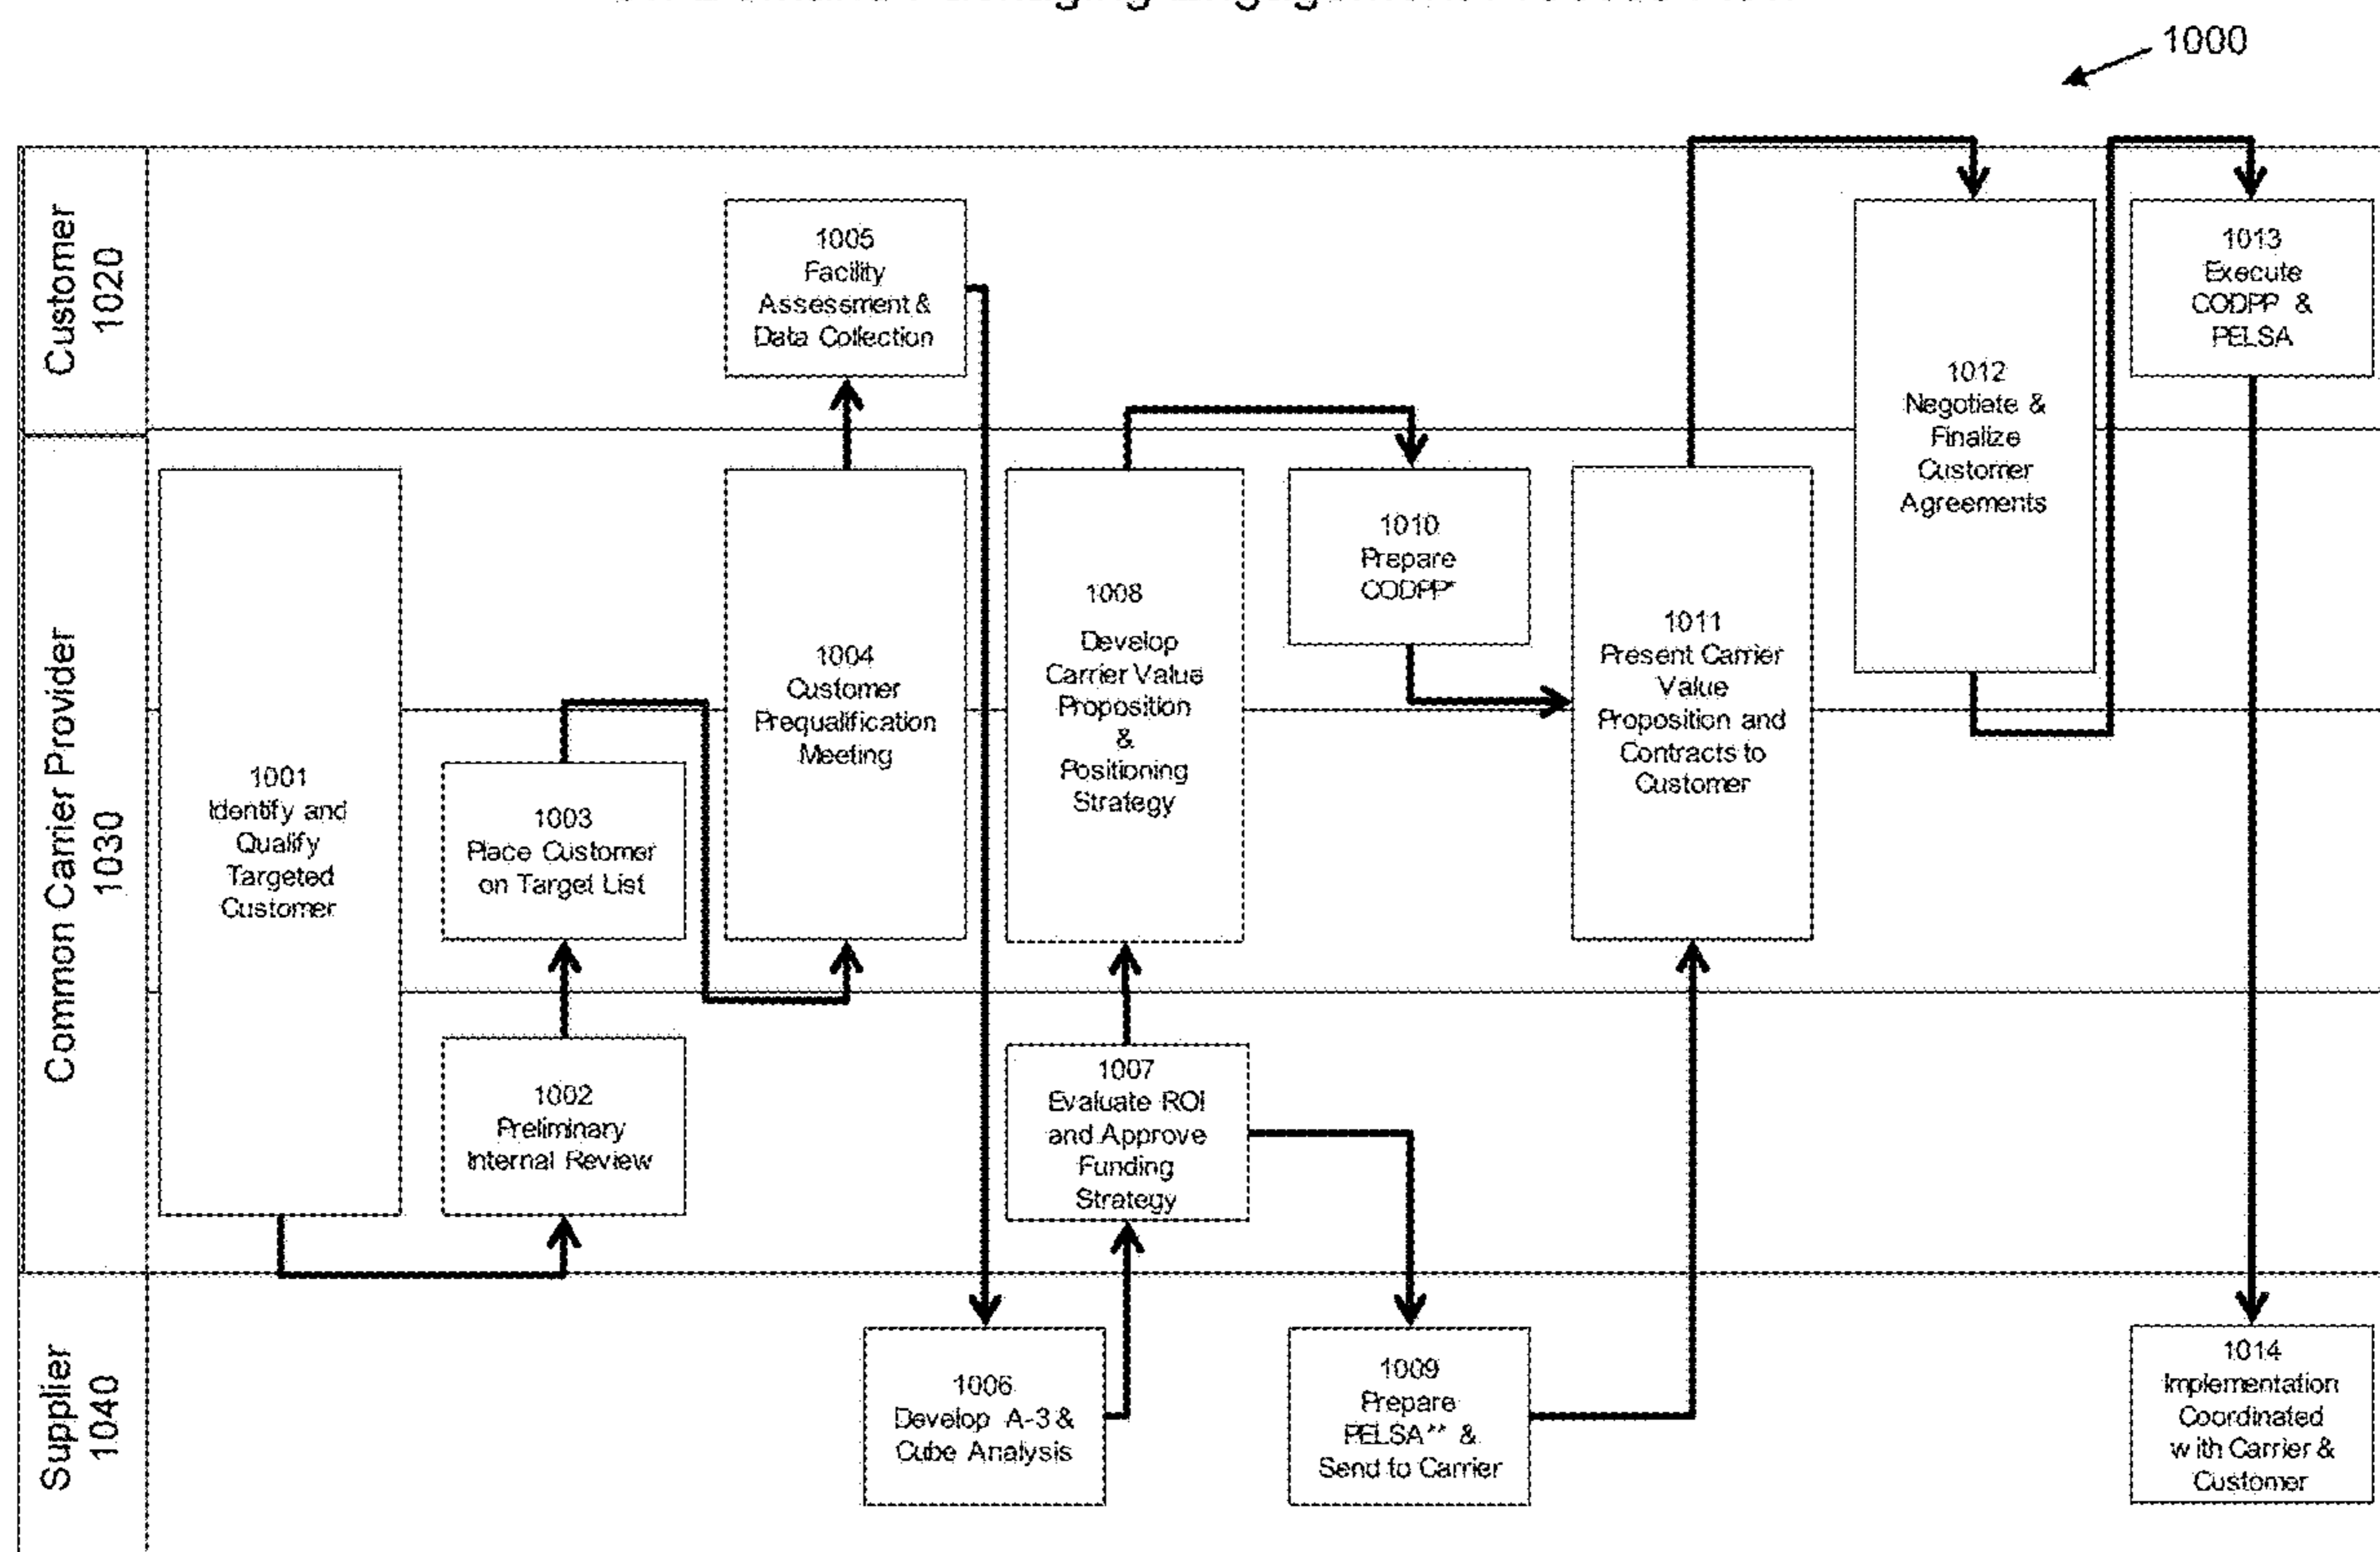 1000
Customer
1020
Common Carrier Provider
1030
Supplier
1040
1001
Identify and
Qualify
Targeted
Customer
1002
Preliminary
Internal Review
1003
Place Customer
on Target List
1004
Customer
Prequalification
Meeting
1005
Facility
Assessment &
Data Collection
1006
Develop A-3 &
Cube Analysis
1007
Evaluate ROI
and Approve
Funding
Strategy
1008
Develop
Carrier Value
Proposition
&
Positioning
Strategy
1009
Prepare
PELSA** &
Send to Carrier
1010
Prepare
CODPP*
1011
Present Carrier
Value
Proposition and
Contracts to
Customer
1012
Negotiate &
Finalize
Customer
Agreements
1013
Execute
CODPP &
PELSA
1014
Implementation
Coordinated
with Carrier &
Customer